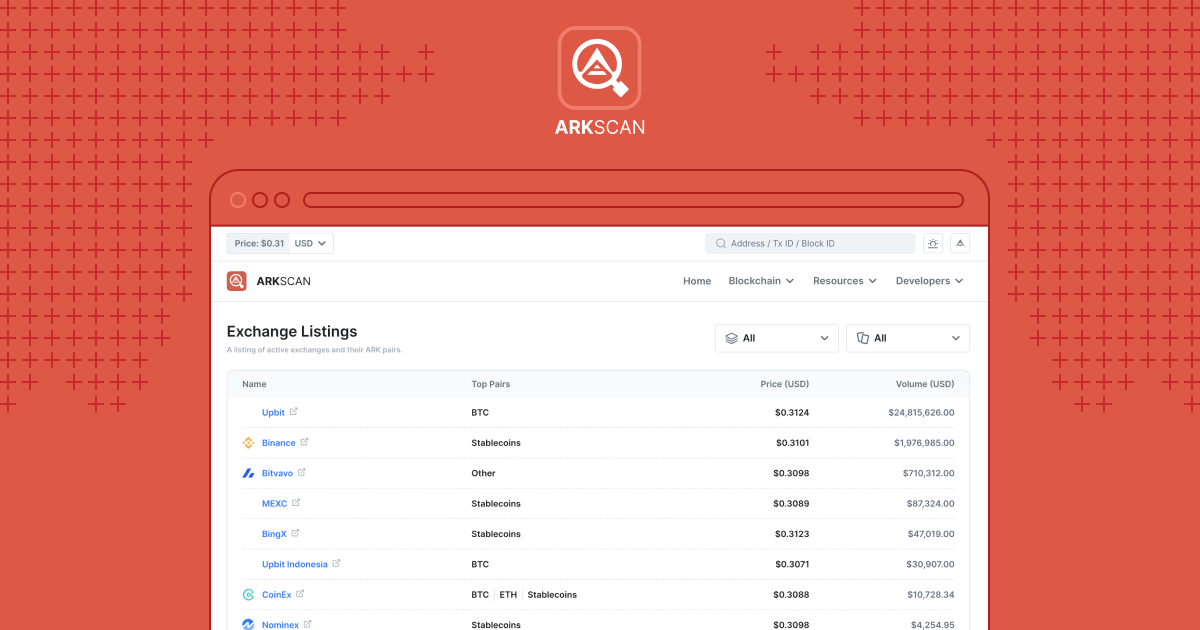 ARKSCAN
Price: $0.31 USD Address / Tx ID / Block ID
ARKSCAN Home Blockchain Resources Developers
Exchange Listings All All
A listing of active exchanges and their ARK pairs.
Name Top Pairs Price (USD) Volume (USD)
Upbit BTC $0.3124 $24,815,626.00
Binance Stablecoins $0.3101 $1,976,985.00
Bitvavo Other $0.3098 $710,312.00
MEXC Stablecoins $0.3089 $87,324.00
BingX Stablecoins $0.3123 $47,019.00
Upbit Indonesia BTC $0.3071 $30,907.00
CoinEx BTC ETH Stablecoins $0.3088 $10,728.34
Nominex Stablecoins $0.3098 $4,254.95